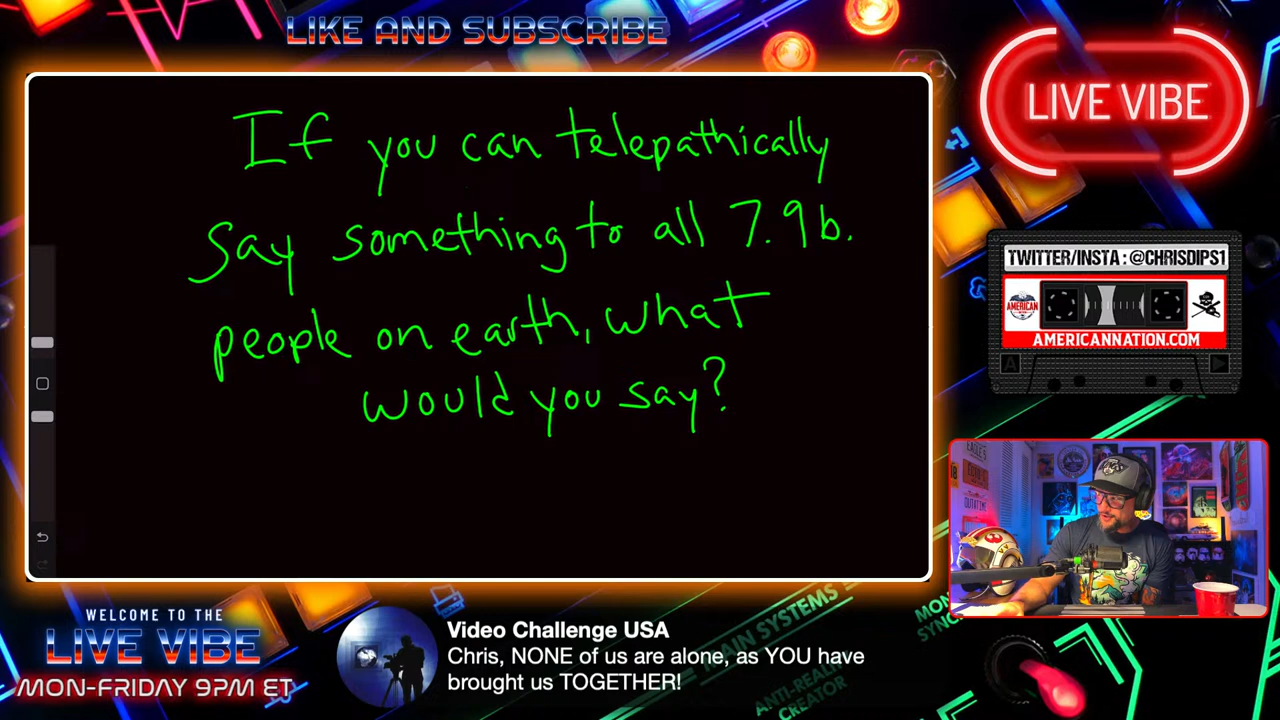 LIKE AND SUBSCRIBE
If you can telepathically
say something to all 7.9 b.
people on earth, what
would you say?
LIVE VIBE
TWITTER/INSTA : @CHRISDIPS1
AMERICAN
AMERICANNATION.COM
A
WELCOME TO THE
LIVE VIBE
MON-FRIDAY 9PM ET
Video Challenge USA
Chris, NONE of us are alone, as YOU have
brought us TOGETHER!